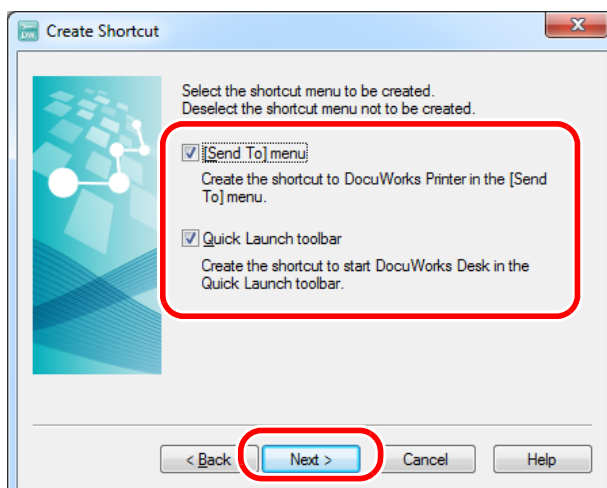 Create Shortcut
Select the shortcut menu to be created.
Deselect the shortcut menu not to be created.
[Send To] menu
Create the shortcut to DocuWorks Printer in the [Send
To] menu.
Quick Launch toolbar
Create the shortcut to start DocuWorks Desk in the
Quick Launch toolbar.
< Back Next > Cancel Help